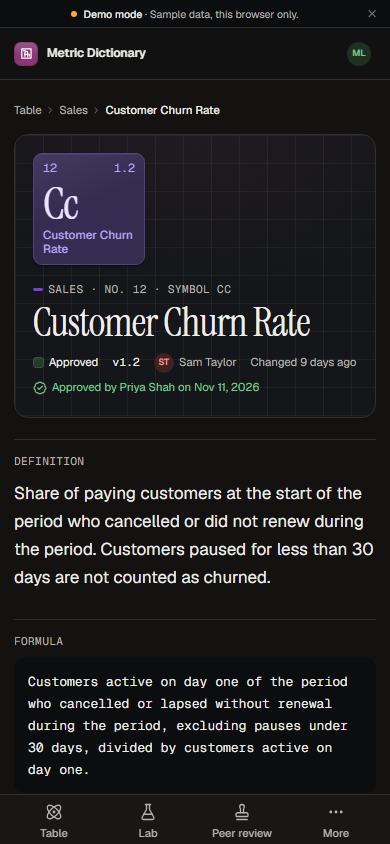 Demo mode · Sample data, this browser only.
Metric Dictionary
ML
Table > Sales > Customer Churn Rate
12 1.2
Cc
Customer Churn
Rate
SALES · NO. 12 · SYMBOL CC
Customer Churn Rate
Approved v1.2 ST Sam Taylor Changed 9 days ago
Approved by Priya Shah on Nov 11, 2026
DEFINITION
Share of paying customers at the start of the
period who cancelled or did not renew during
the period. Customers paused for less than 30
days are not counted as churned.
FORMULA
Customers active on day one of the period
who cancelled or lapsed without renewal
during the period, excluding pauses under
30 days, divided by customers active on
day one.
Table Lab Peer review More